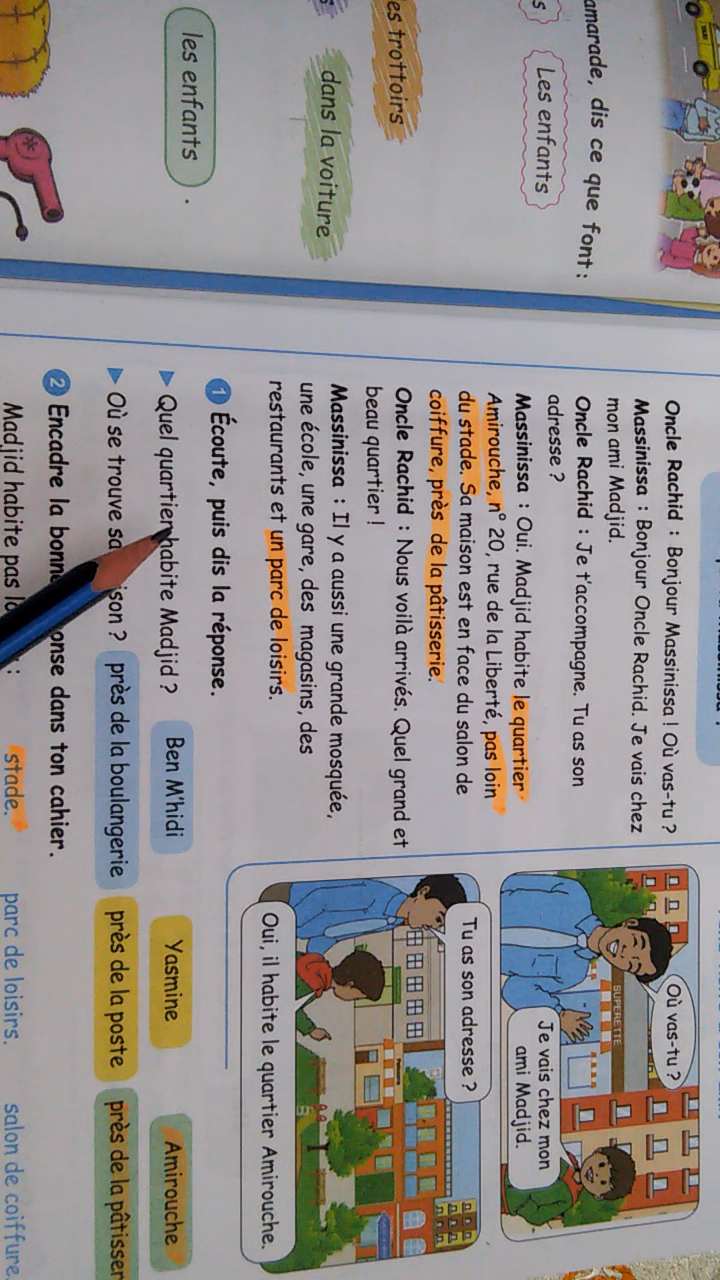 amarade, dis ce que font :
Les enfants
es trottoirs
dans la voiture
les enfants .
Oncle Rachid : Bonjour Massinissa ! Où vas-tu ?
Massinissa : Bonjour Oncle Rachid. Je vais chez
mon ami Madjid.
Oncle Rachid : Je t'accompagne. Tu as son
adresse ?
Massinissa : Oui. Madjid habite le quartier
Amirouche, n° 20, rue de la Liberté, pas loin
du stade. Sa maison est en face du salon de
coiffure, près de la pâtisserie.
Oncle Rachid : Nous voilà arrivés. Quel grand et
beau quartier !
Massinissa : Il y a aussi une grande mosquée,
une école, une gare, des magasins, des
restaurants et un parc de loisirs.
Où vas-tu ?
SUPERETTE
Je vais chez mon
ami Madjid.
Tu as son adresse ?
Oui, il habite le quartier Amirouche.
1 Écoute, puis dis la réponse.
Quel quartier habite Madjid ? Ben M'hidi Yasmine Amirouche
Où se trouve sa ison ? près de la boulangerie près de la poste près de la pâtisser
2 Encadre la bonn onse dans ton cahier.
Madjid habite pas lo : stade. parc de loisirs. salon de coiffure.